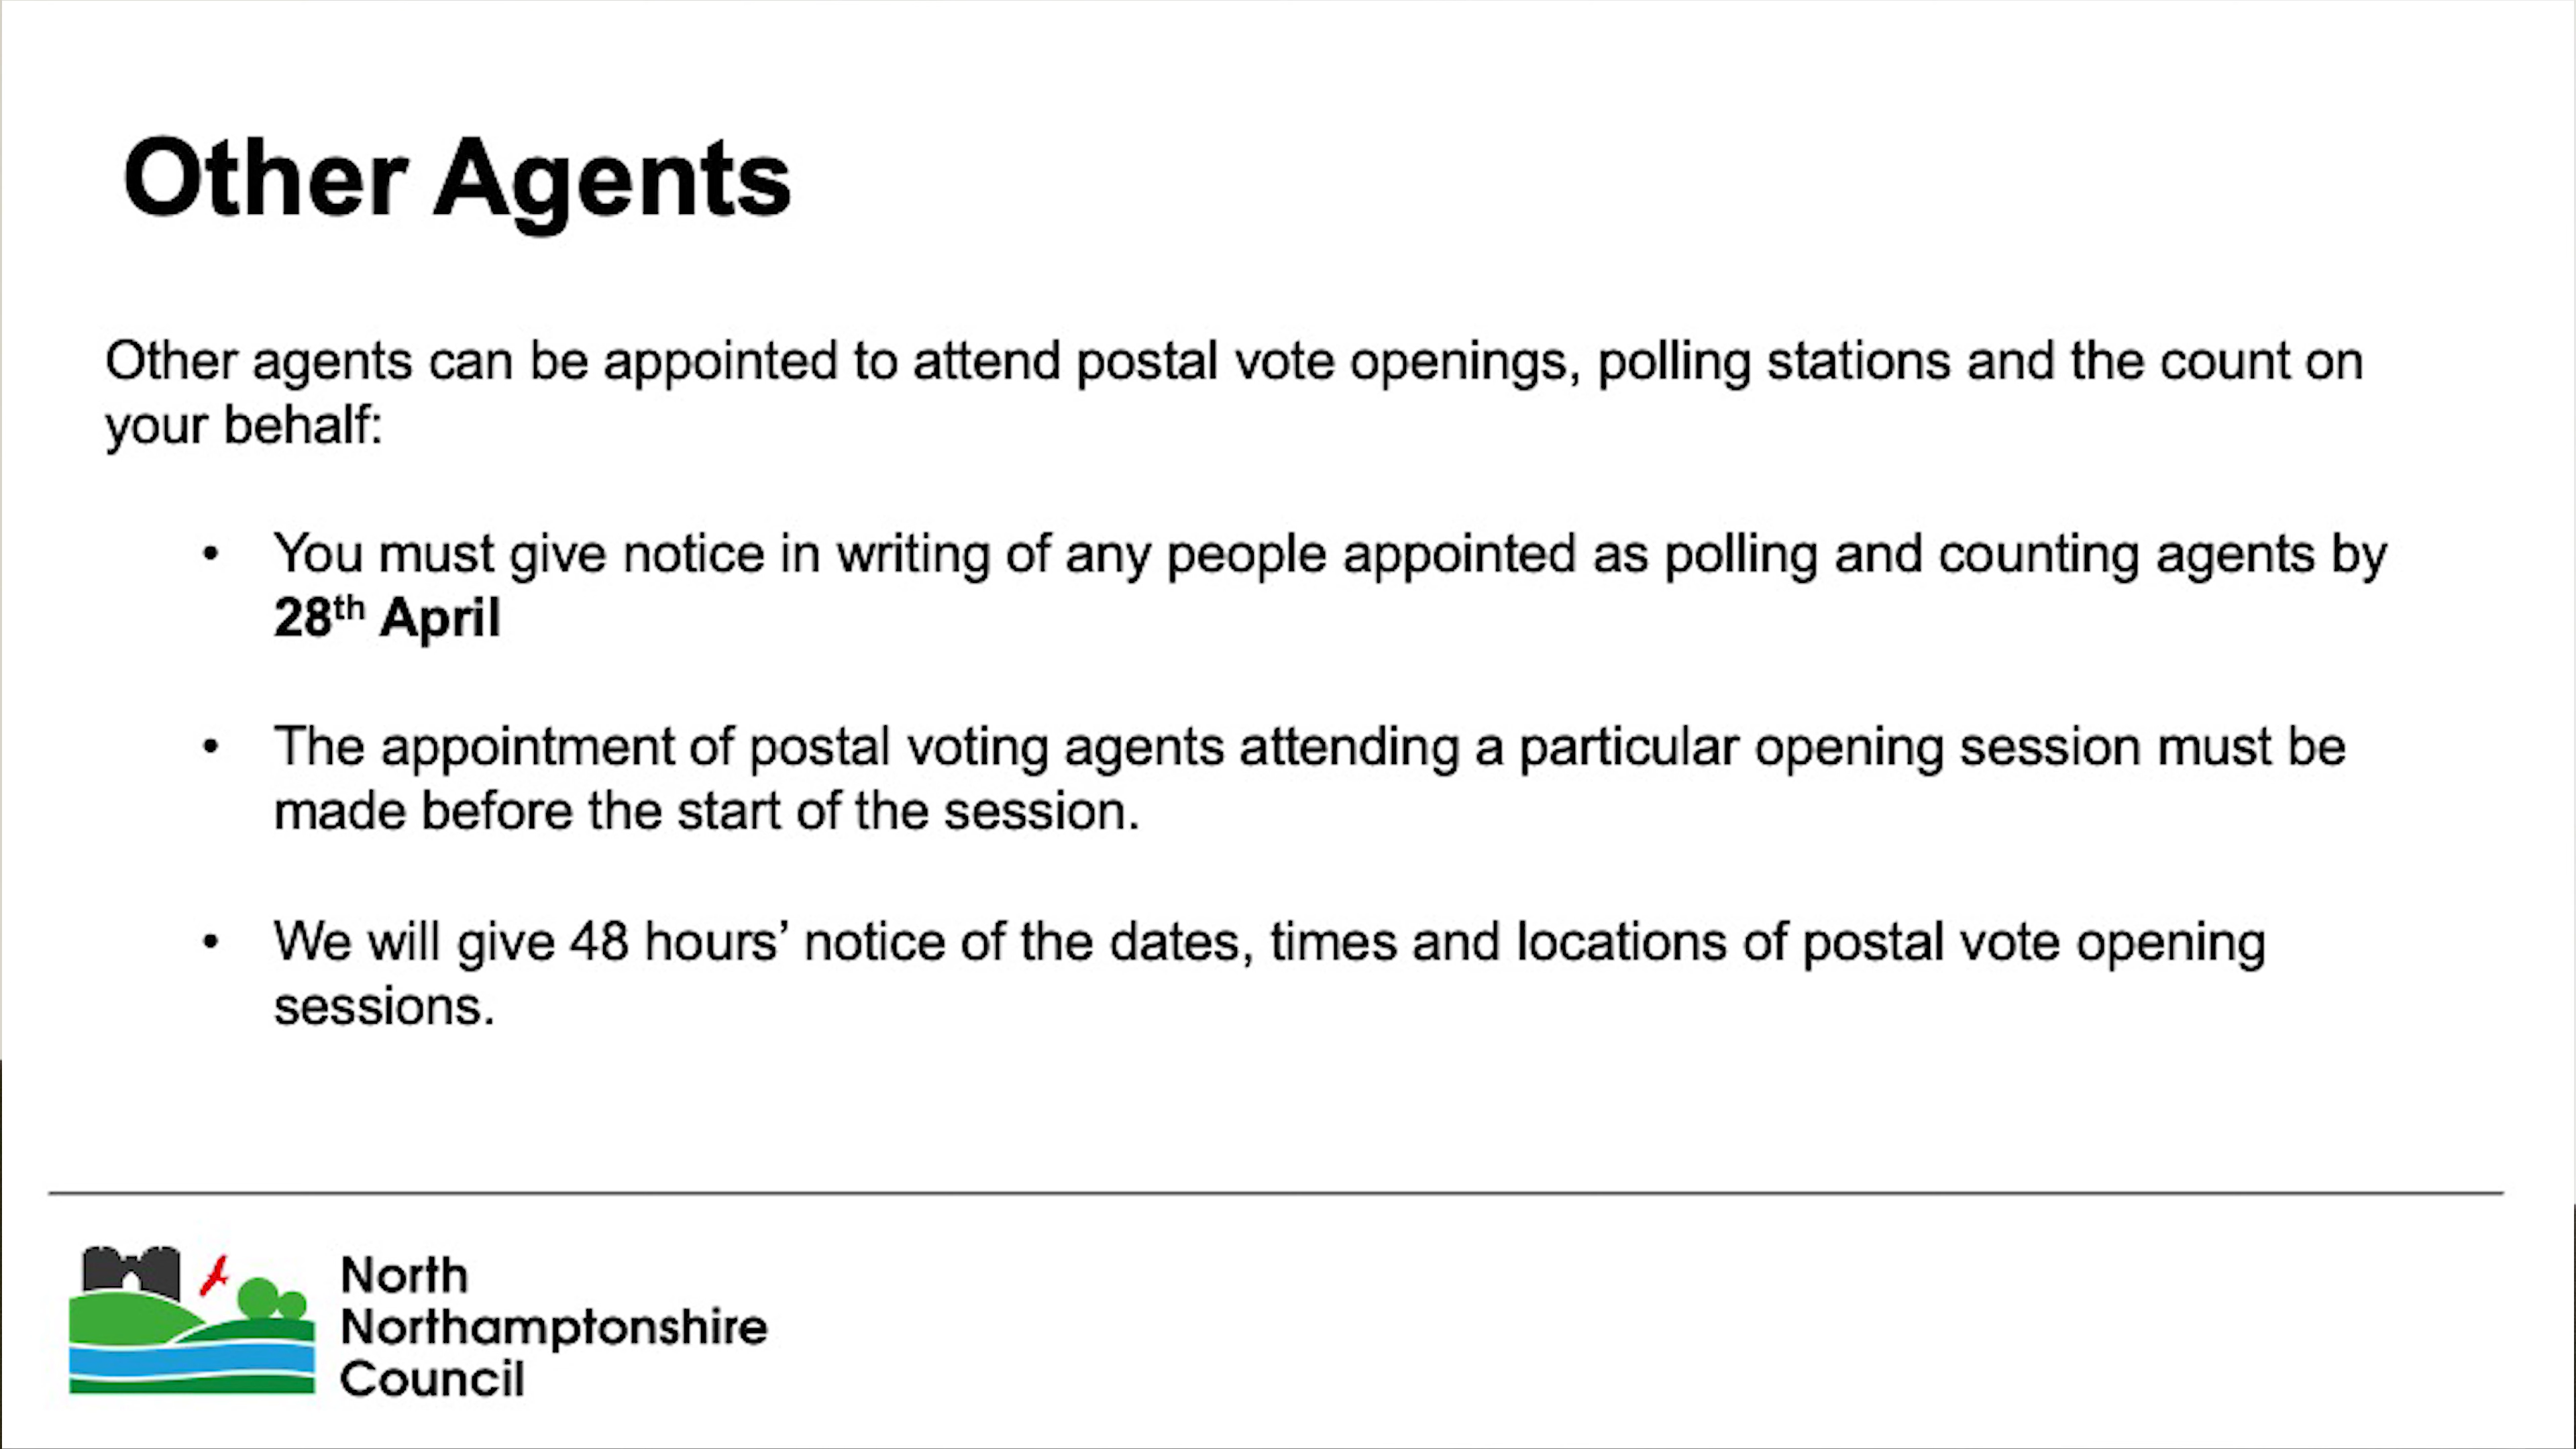 Other Agents
Other agents can be appointed to attend postal vote openings, polling stations and the count on
your behalf:
• You must give notice in writing of any people appointed as polling and counting agents by
28th April
• The appointment of postal voting agents attending a particular opening session must be
made before the start of the session.
• We will give 48 hours’ notice of the dates, times and locations of postal vote opening
sessions.
North
Northamptonshire
Council